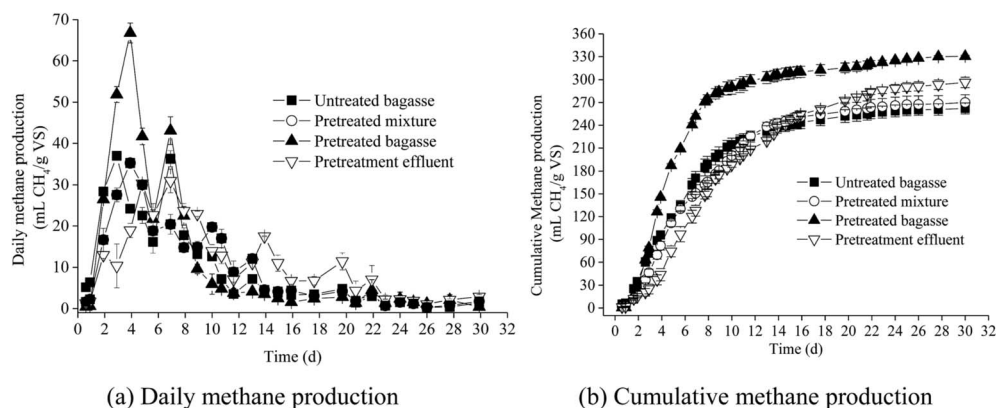 70
60
50
40
30
20
10
0
Daily methane production
(mL CH4/g VS)
Untreated bagasse
Pretreated mixture
Pretreated bagasse
Pretreatment effluent
0 2 4 6 8 10 12 14 16 18 20 22 24 26 28 30 32
Time (d)
(a) Daily methane production
360
330
300
270
240
210
180
150
120
90
60
30
0
Cumulative Methane production
(mL CH4/g VS)
Untreated bagasse
Pretreated mixture
Pretreated bagasse
Pretreatment effluent
0 2 4 6 8 10 12 14 16 18 20 22 24 26 28 30 32
Time (d)
(b) Cumulative methane production